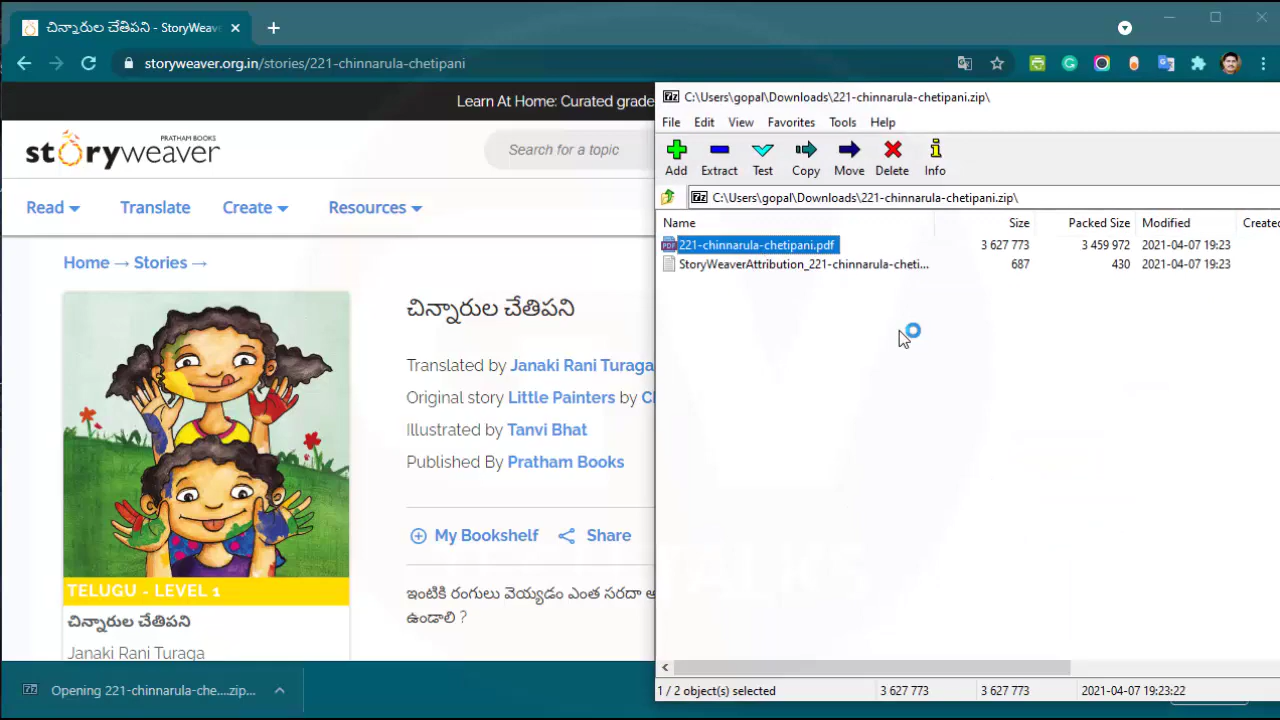 చిన్నారుల చేతిపని - StoryWeav
storyweaver.org.in/stories/221-chinnarula-chetipani
Learn At Home: Curated grade
PRATHAM BOOKS
storyweaver
Search for a topic
Read
Translate
Create
Resources
Home → Stories →
చిన్నారుల చేతిపని
Translated by Janaki Rani Turaga
Original story Little Painters by
Illustrated by Tanvi Bhat
Published By Pratham Books
My Bookshelf
Share
ఇంటికి రంగులు వెయ్యడం ఎంత సరదా
ఉండాలి ?
TELUGU - LEVEL 1
చిన్నారుల చేతిపని
Janaki Rani Turaga
Opening 221-chinnarula-che....zip...
C:\Users\gopal\Downloads\221-chinnarula-chetipani.zip\
File Edit View Favorites Tools Help
Add Extract Test Copy Move Delete Info
C:\Users\gopal\Downloads\221-chinnarula-chetipani.zip\
Name Size Packed Size Modified Created
221-chinnarula-chetipani.pdf 3 627 773 3 459 972 2021-04-07 19:23
StoryWeaverAttribution_221-chinnarula-cheti... 687 430 2021-04-07 19:23
1 / 2 object(s) selected 3 627 773 3 627 773 2021-04-07 19:23:22